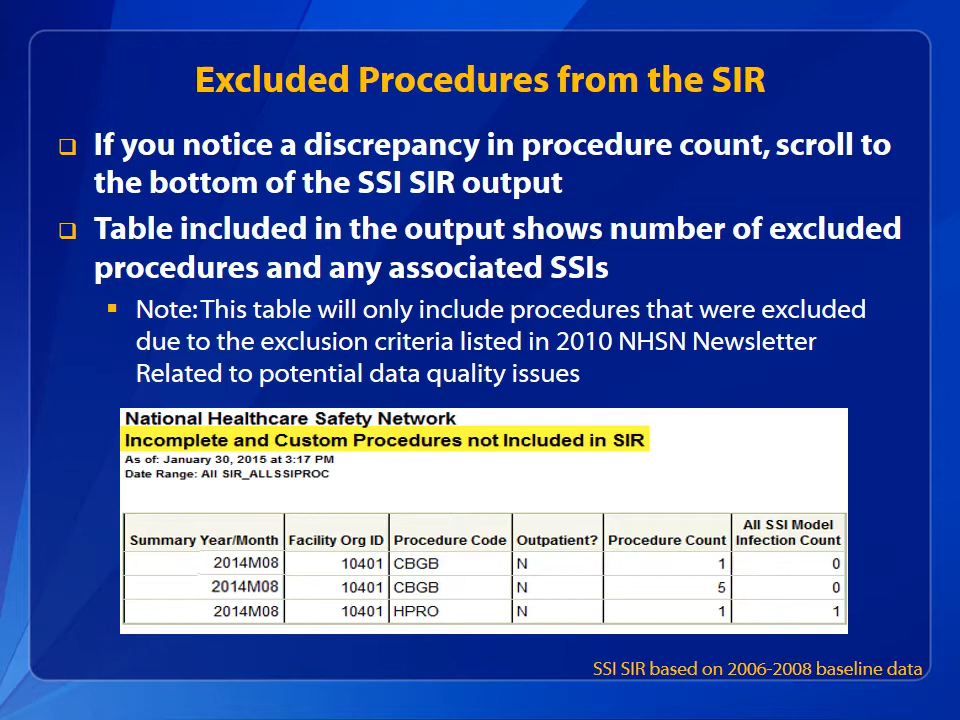 Excluded Procedures from the SIR
If you notice a discrepancy in procedure count, scroll to
the bottom of the SSI SIR output
Table included in the output shows number of excluded
procedures and any associated SSIs
Note: This table will only include procedures that were excluded
due to the exclusion criteria listed in 2010 NHSN Newsletter
Related to potential data quality issues
National Healthcare Safety Network
Incomplete and Custom Procedures not Included in SIR
As of: January 30, 2015 at 3:17 PM
Date Range: All SIR_ALLSSIPROC
Summary Year/Month Facility Org ID Procedure Code Outpatient? Procedure Count All SSI Model Infection Count
2014M08 10401 CBGB N 1 0
2014M08 10401 CBGB N 5 0
2014M08 10401 HPRO N 1 1
SSI SIR based on 2006-2008 baseline data